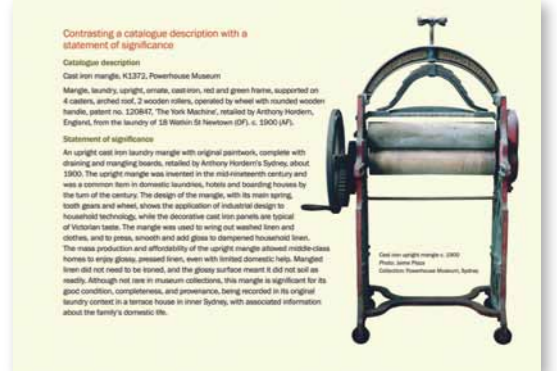 Contrasting a catalogue description with a
statement of significance
Catalogue description
Cast iron mangle, K1372, Powerhouse Museum
Mangle, laundry, upright, ornate, cast-iron, red and green frame, supported on
4 casters, arched roof, 2 wooden rollers, operated by wheel with rounded wooden
handle, patent no. 120847, 'The York Machine', retailed by Anthony Hordern,
England, from the laundry of 18 Watkin St Newtown (OF). c. 1900 (AF).
Statement of significance
An upright cast iron laundry mangle with original paintwork, complete with
draining and mangling boards, retailed by Anthony Hordern's Sydney, about
1900. The upright mangle was invented in the mid-nineteenth century and
was a common item in domestic laundries, hotels and boarding houses by
the turn of the century. The design of the mangle, with its main spring,
tooth gears and wheel, shows the application of industrial design to
household technology, while the decorative cast iron panels are typical
of Victorian taste. The mangle was used to wring out washed linen and
clothes, and to press, smooth and add gloss to dampened household linen.
The mass production and affordability of the upright mangle allowed middle-class
homes to enjoy glossy, pressed linen, even with limited domestic help. Mangled
linen did not need to be ironed, and the glossy surface meant it did not soil as
readily. Although not rare in museum collections, this mangle is significant for its
good condition, completeness, and provenance, being recorded in its original
laundry context in a terrace house in inner Sydney, with associated information
about the family's domestic life.
Cast iron upright mangle c. 1900
Photo: Jaime Plaza
Collection: Powerhouse Museum, Sydney